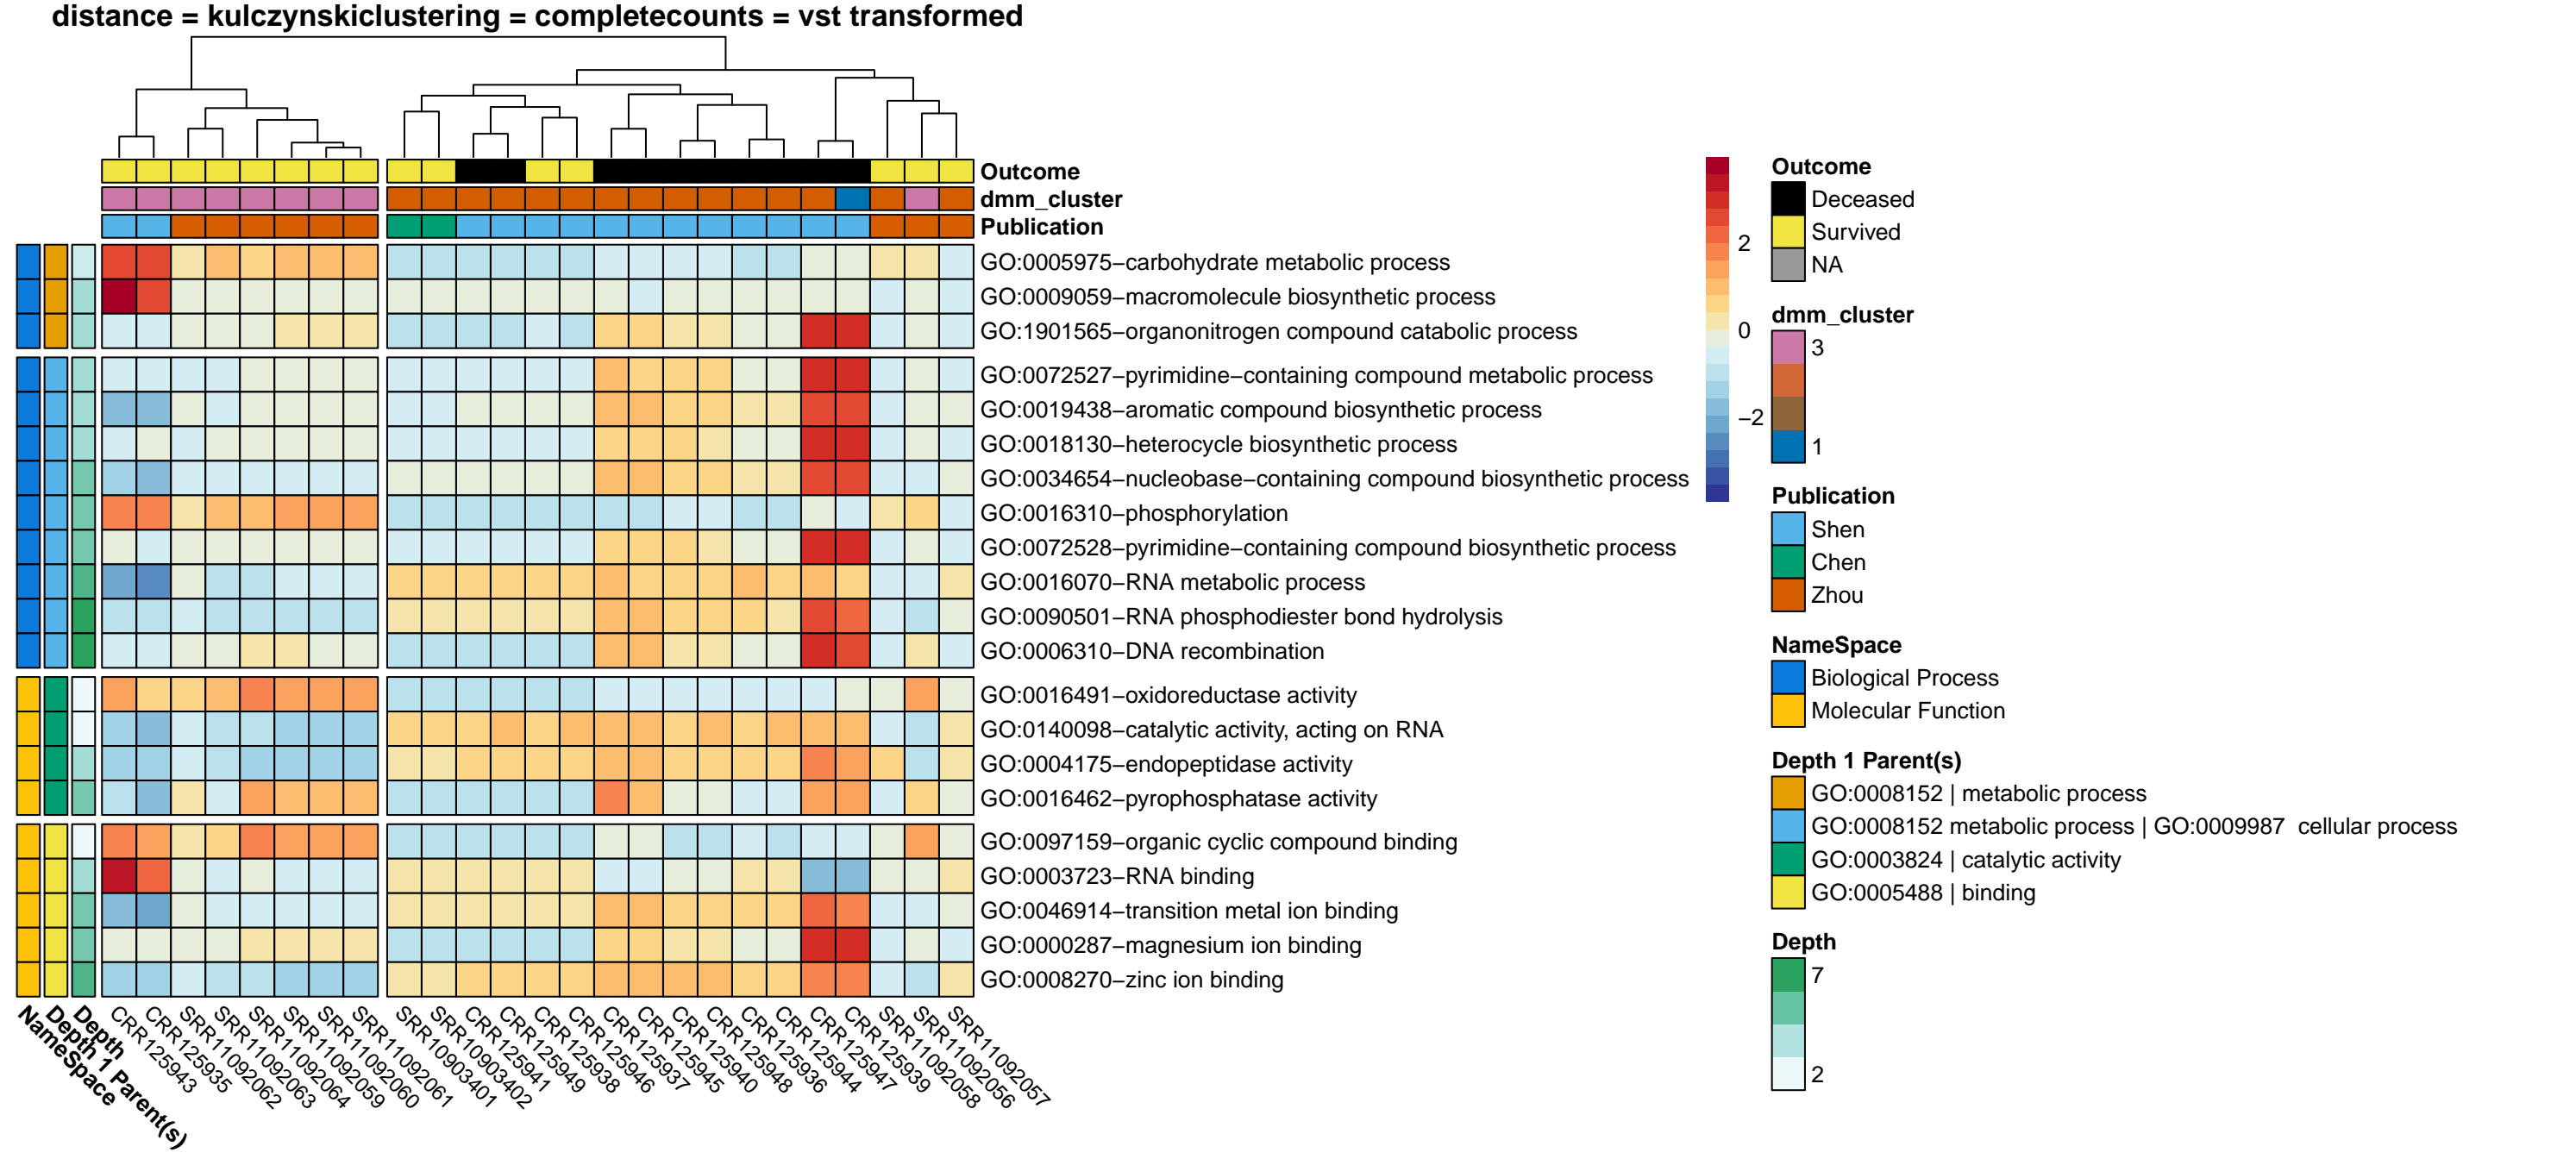 distance = kulczynskiclustering = completecounts = vst transformed
Outcome
dmm_cluster
Publication
GO:0005975−carbohydrate metabolic process
GO:0009059−macromolecule biosynthetic process
GO:1901565−organonitrogen compound catabolic process
GO:0072527−pyrimidine−containing compound metabolic process
GO:0019438−aromatic compound biosynthetic process
GO:0018130−heterocycle biosynthetic process
GO:0034654−nucleobase−containing compound biosynthetic process
GO:0016310−phosphorylation
GO:0072528−pyrimidine−containing compound biosynthetic process
GO:0016070−RNA metabolic process
GO:0090501−RNA phosphodiester bond hydrolysis
GO:0006310−DNA recombination
GO:0016491−oxidoreductase activity
GO:0140098−catalytic activity, acting on RNA
GO:0004175−endopeptidase activity
GO:0016462−pyrophosphatase activity
GO:0097159−organic cyclic compound binding
GO:0003723−RNA binding
GO:0046914−transition metal ion binding
GO:0000287−magnesium ion binding
GO:0008270−zinc ion binding
NameSpace
Depth 1 Parent(s)
Depth
CRR125943
CRR125935
SRR11092062
SRR11092063
SRR11092064
SRR11092059
SRR11092060
SRR11092061
SRR10903401
SRR10903402
CRR125941
CRR125949
CRR125938
CRR125946
CRR125937
CRR125945
CRR125940
CRR125948
CRR125936
CRR125944
CRR125947
CRR125939
SRR11092058
SRR11092056
SRR11092057
2
0
−2
Outcome
Deceased
Survived
NA
dmm_cluster
3
1
Publication
Shen
Chen
Zhou
NameSpace
Biological Process
Molecular Function
Depth 1 Parent(s)
GO:0008152 | metabolic process
GO:0008152 metabolic process | GO:0009987  cellular process
GO:0003824 | catalytic activity
GO:0005488 | binding
Depth
7
2